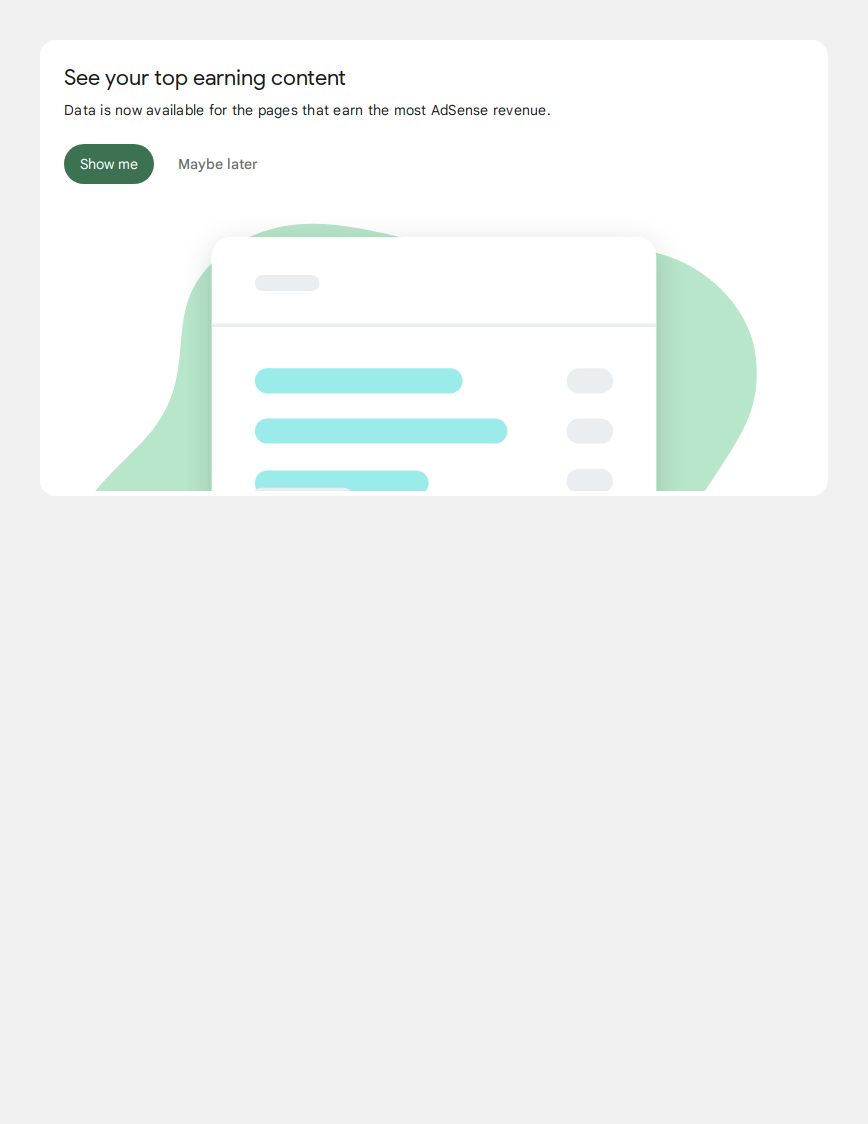 See your top earning content
Data is now available for the pages that earn the most AdSense revenue.
Show me
Maybe later